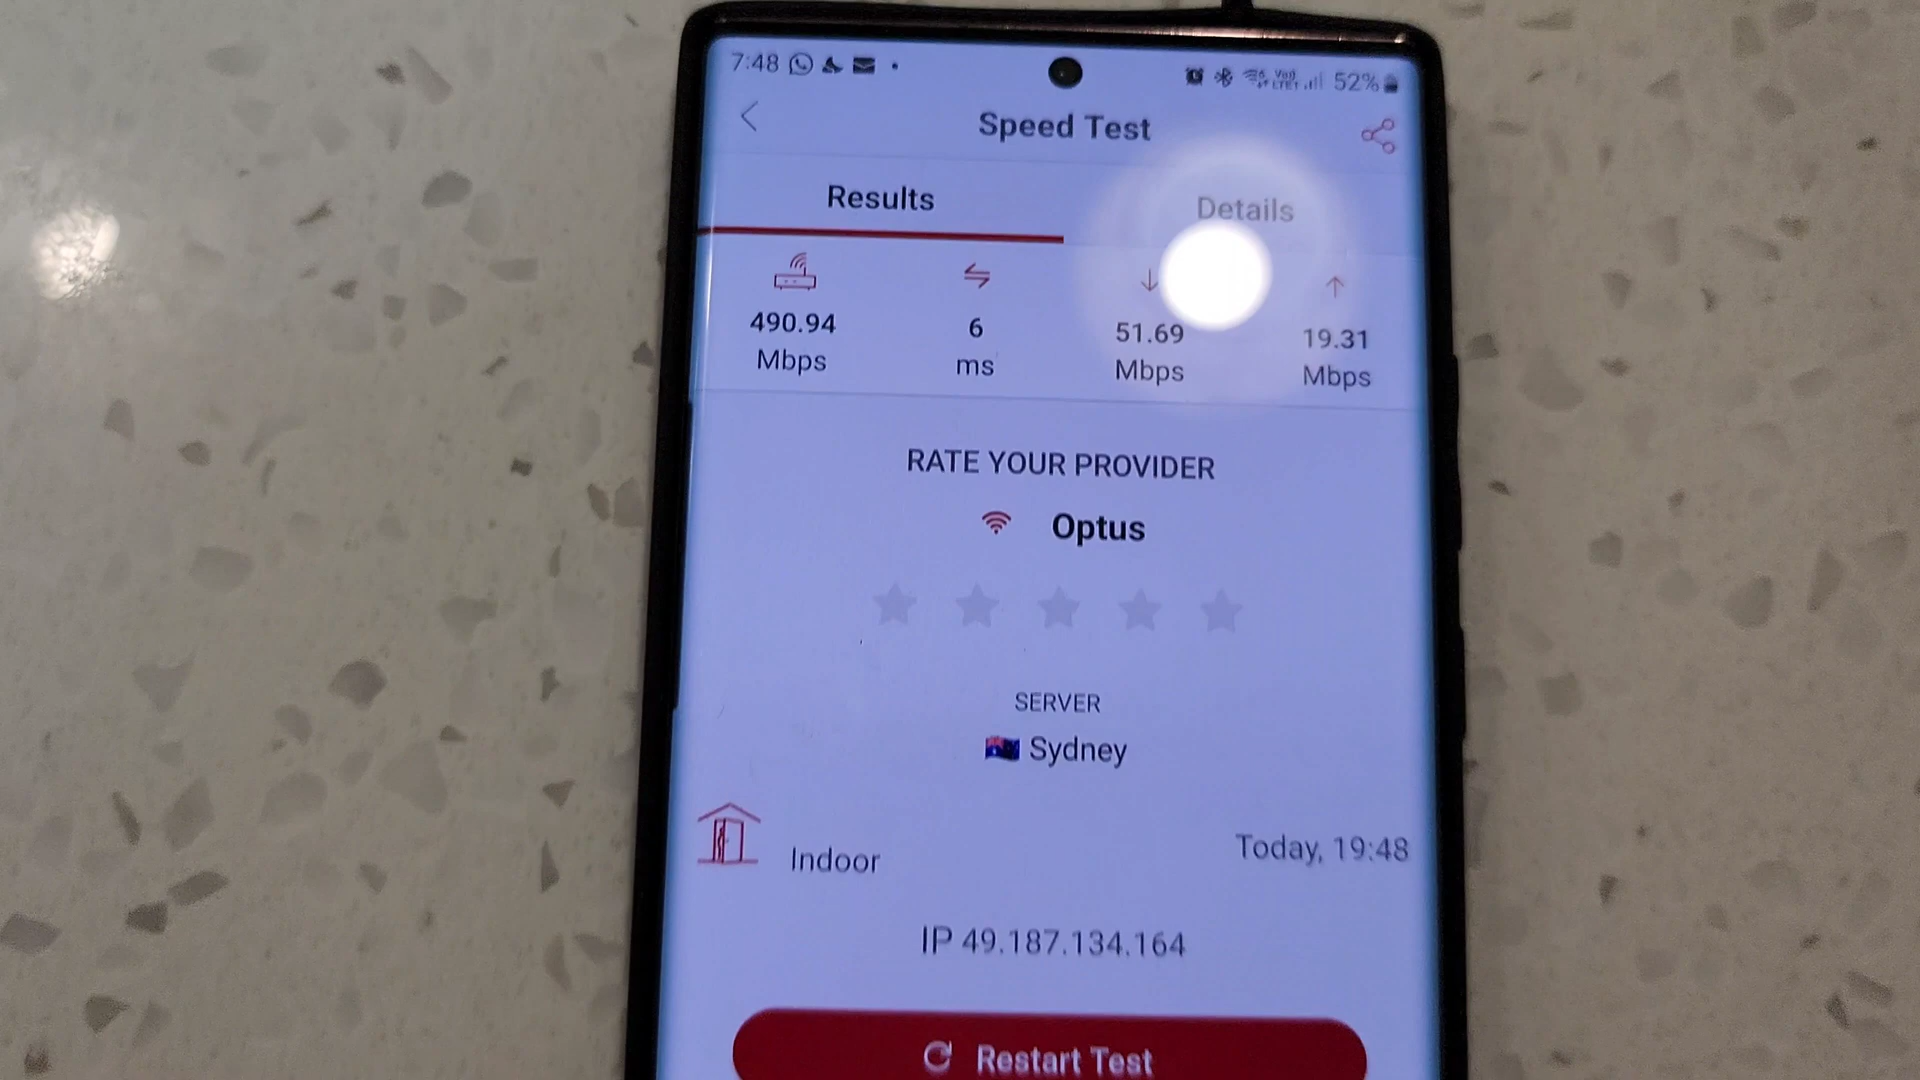 7:48
52%
Speed Test
Results
Details
490.94
Mbps
6
ms
51.69
Mbps
19.31
Mbps
RATE YOUR PROVIDER
Optus
SERVER
Sydney
Indoor
Today, 19:48
IP 49.187.134.164
Restart Test